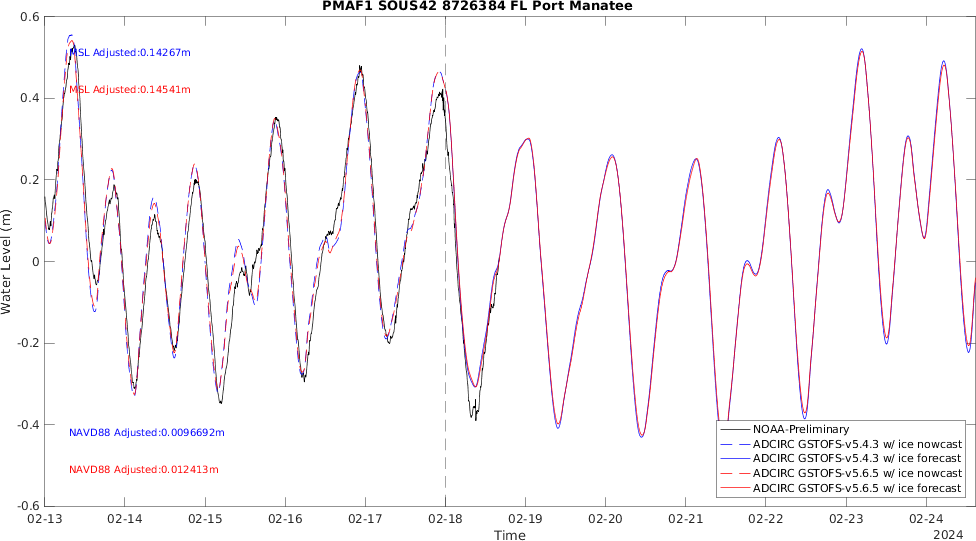 PMAF1 SOUS42 8726384 FL Port Manatee
0.6
MSL Adjusted:0.14267m
MSL Adjusted:0.14541m
0.4
0.2
0
-0.2
-0.4
-0.6
Water Level (m)
NAVD88 Adjusted:0.0096692m
NAVD88 Adjusted:0.012413m
NOAA-Preliminary
ADCIRC GSTOFS-v5.4.3 w/ ice nowcast
ADCIRC GSTOFS-v5.4.3 w/ ice forecast
ADCIRC GSTOFS-v5.6.5 w/ ice nowcast
ADCIRC GSTOFS-v5.6.5 w/ ice forecast
02-13 02-14 02-15 02-16 02-17 02-18 02-19 02-20 02-21 02-22 02-23 02-24
Time
2024